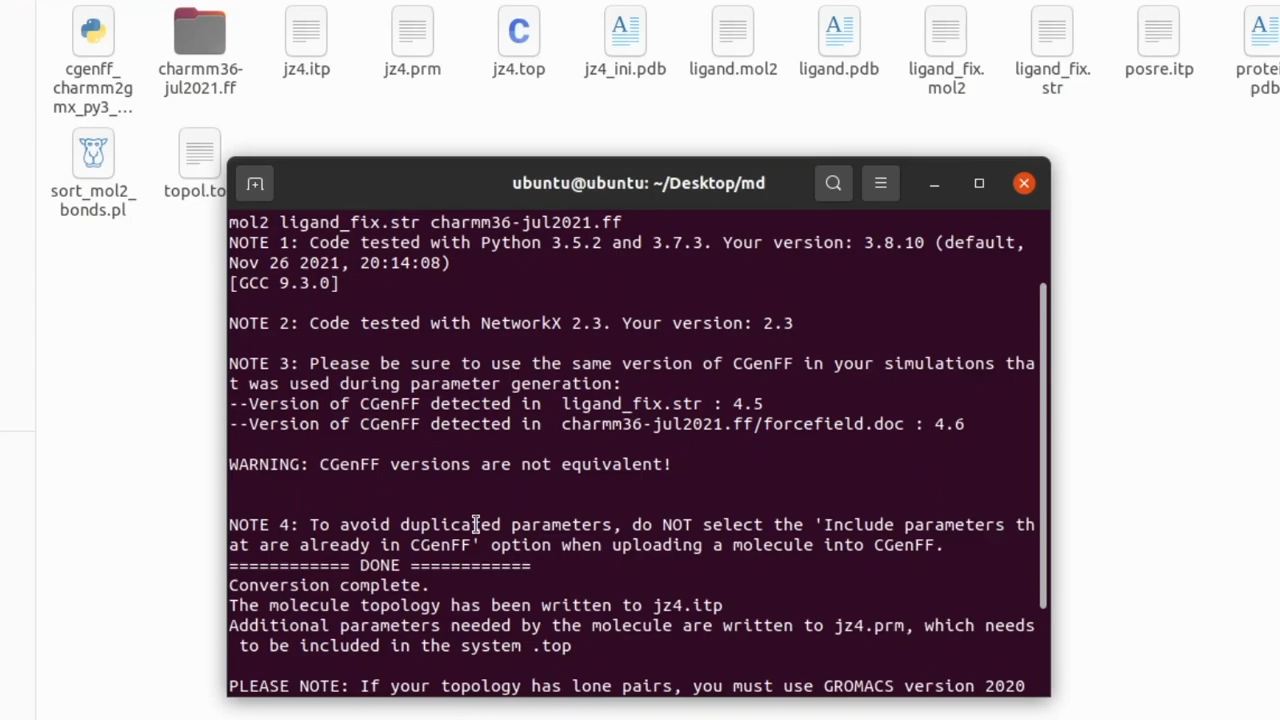 cgenff_
charmm2g
mx_py3_...
charmm36-
jul2021.ff
jz4.itp
jz4.prm
C
jz4.top
A
jz4_ini.pdb
ligand.mol2
A
ligand.pdb
ligand_fix.
mol2
ligand_fix.
str
posre.itp
A
protei
pdb
sort_mol2_
bonds.pl
topol.to
ubuntu@ubuntu: ~/Desktop/md
mol2 ligand_fix.str charmm36-jul2021.ff
NOTE 1: Code tested with Python 3.5.2 and 3.7.3. Your version: 3.8.10 (default,
Nov 26 2021, 20:14:08)
[GCC 9.3.0]
NOTE 2: Code tested with NetworkX 2.3. Your version: 2.3
NOTE 3: Please be sure to use the same version of CGenFF in your simulations tha
t was used during parameter generation:
--Version of CGenFF detected in  ligand_fix.str : 4.5
--Version of CGenFF detected in  charmm36-jul2021.ff/forcefield.doc : 4.6
WARNING: CGenFF versions are not equivalent!
NOTE 4: To avoid duplicated parameters, do NOT select the 'Include parameters th
at are already in CGenFF' option when uploading a molecule into CGenFF.
============ DONE ============
Conversion complete.
The molecule topology has been written to jz4.itp
Additional parameters needed by the molecule are written to jz4.prm, which needs
to be included in the system .top
PLEASE NOTE: If your topology has lone pairs, you must use GROMACS version 2020